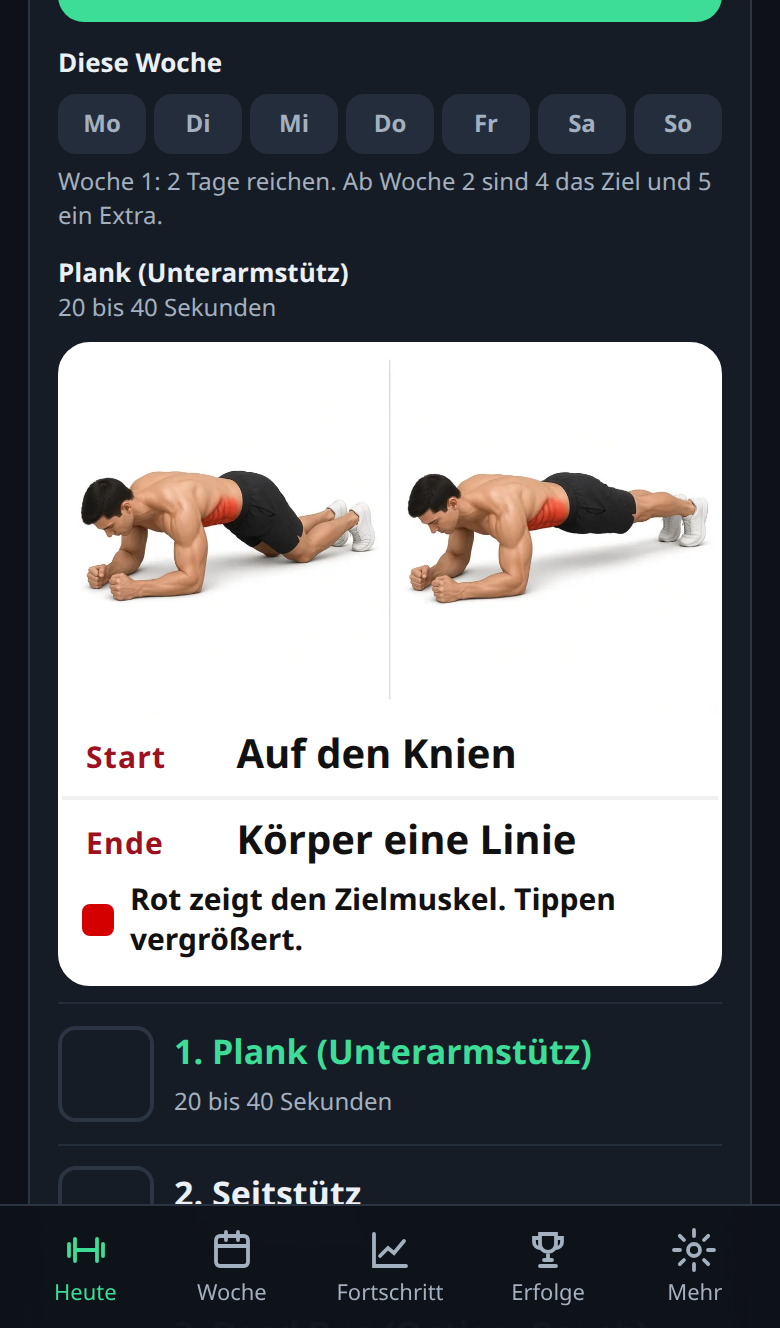 Diese Woche
Mo Di Mi Do Fr Sa So
Woche 1: 2 Tage reichen. Ab Woche 2 sind 4 das Ziel und 5
ein Extra.
Plank (Unterarmstütz)
20 bis 40 Sekunden
Start Auf den Knien
Ende Körper eine Linie
Rot zeigt den Zielmuskel. Tippen
vergrößert.
1. Plank (Unterarmstütz)
20 bis 40 Sekunden
2. Seitstütz
Heute Woche Fortschritt Erfolge Mehr